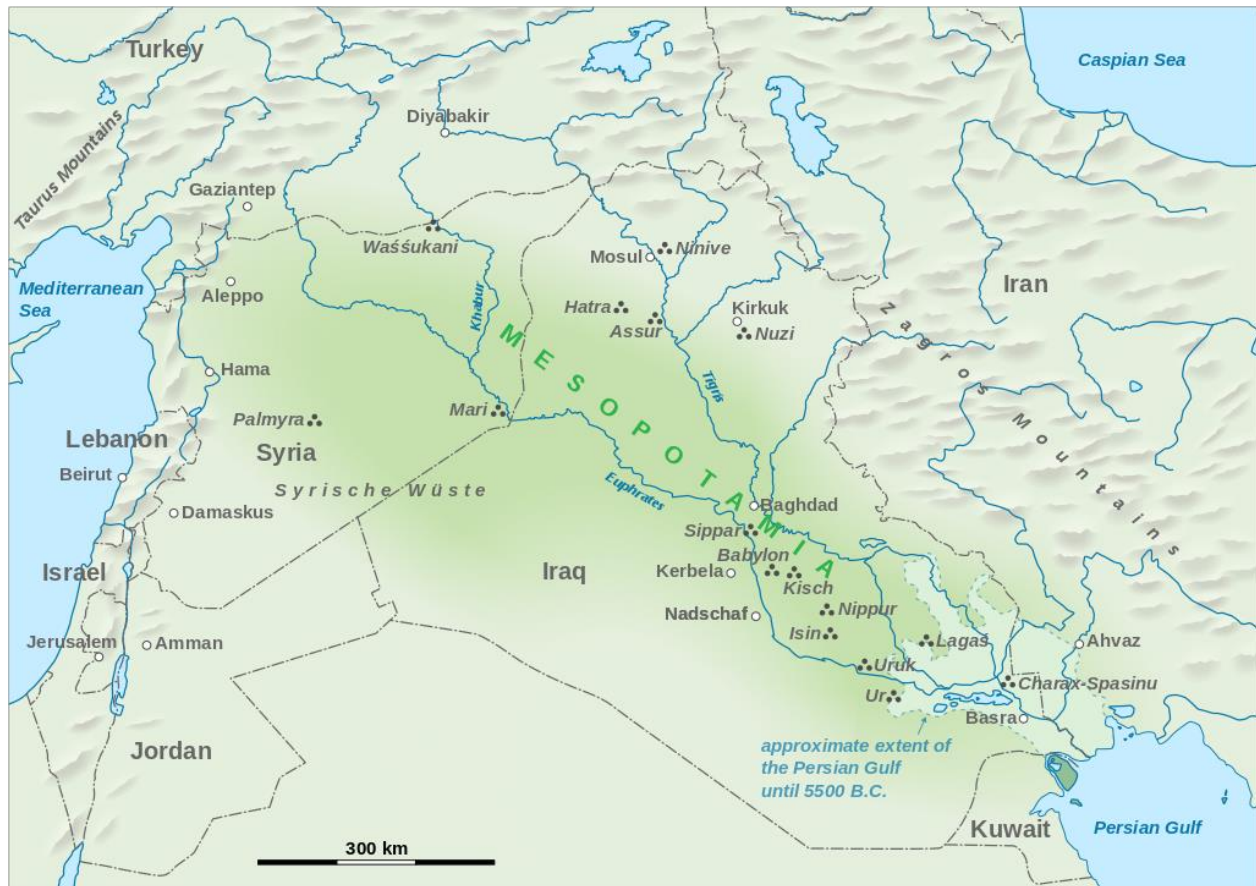 Turkey
Caspian Sea
Diyabakir
Taurus Mountains
Gaziantep
Waśśukani
Mosul
Ninive
Mediterranean
Sea
Aleppo
Khabur
Hatra
Assur
Kirkuk
Nuzi
Iran
Zagros Mountains
MESOPOTAMIA
Hama
Tigris
Palmyra
Mari
Lebanon
Syria
Beirut
Syrische Wüste
Euphrates
Damaskus
Baghdad
Sippar
Babylon
Israel
Iraq
Kerbela
Kisch
Nadschaf
Nippur
Isin
Jerusalem
Amman
Lagaś
Ahvaz
Uruk
Ur
Charax-Spasinu
Basra
Jordan
approximate extent of
the Persian Gulf
until 5500 B.C.
Kuwait
Persian Gulf
300 km